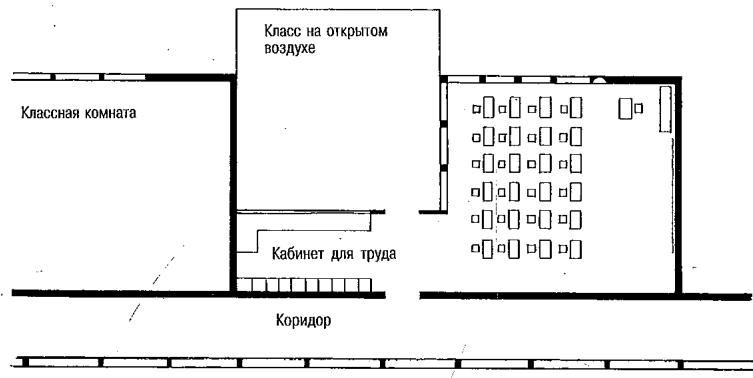 Класс на открытом
воздухе
Классная комната
Кабинет для труда
Коридор